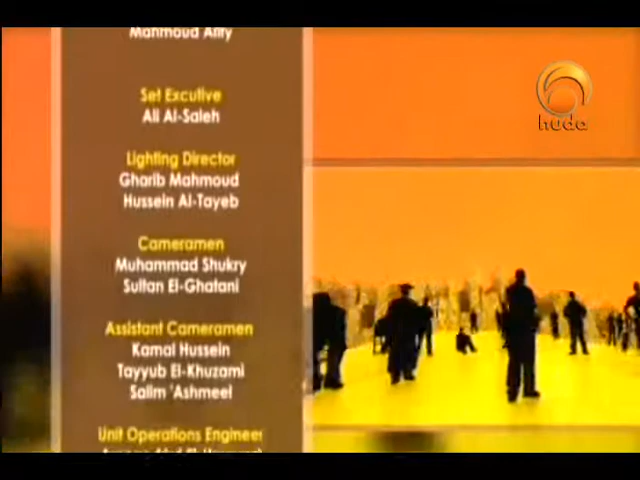 Mahmoud Afify
Set Excutive
Ali Al-Saleh
Lighting Director
Gharib Mahmoud
Hussein Al-Tayeb
Cameramen
Muhammad Shukry
Sultan El-Ghatani
Assistant Cameramen
Kamal Hussein
Tayyub El-Khuzami
Salim 'Ashmeel
Unit Operations Engineer
huda